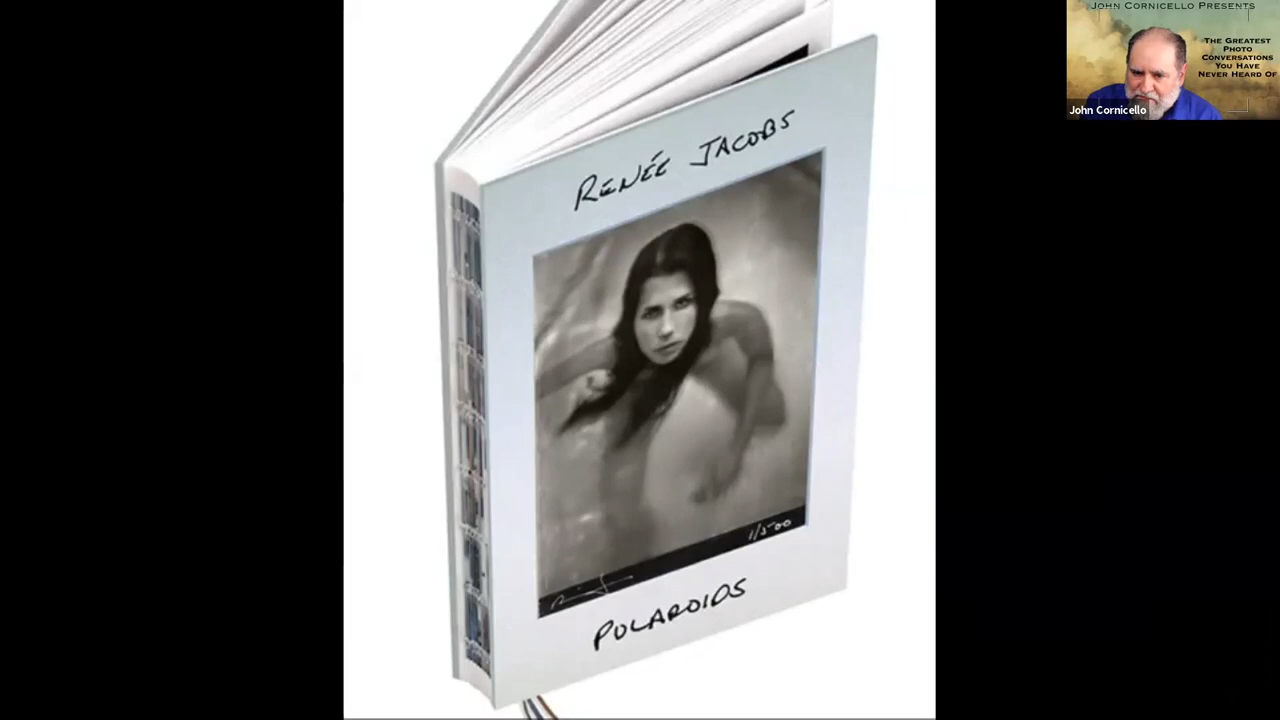 RENÉE JACOBS
1/500
POLAROIDS
JOHN CORNICELLO PRESENTS
THE GREATEST
PHOTO
CONVERSATIONS
YOU HAVE
NEVER HEARD OF
John Cornicello